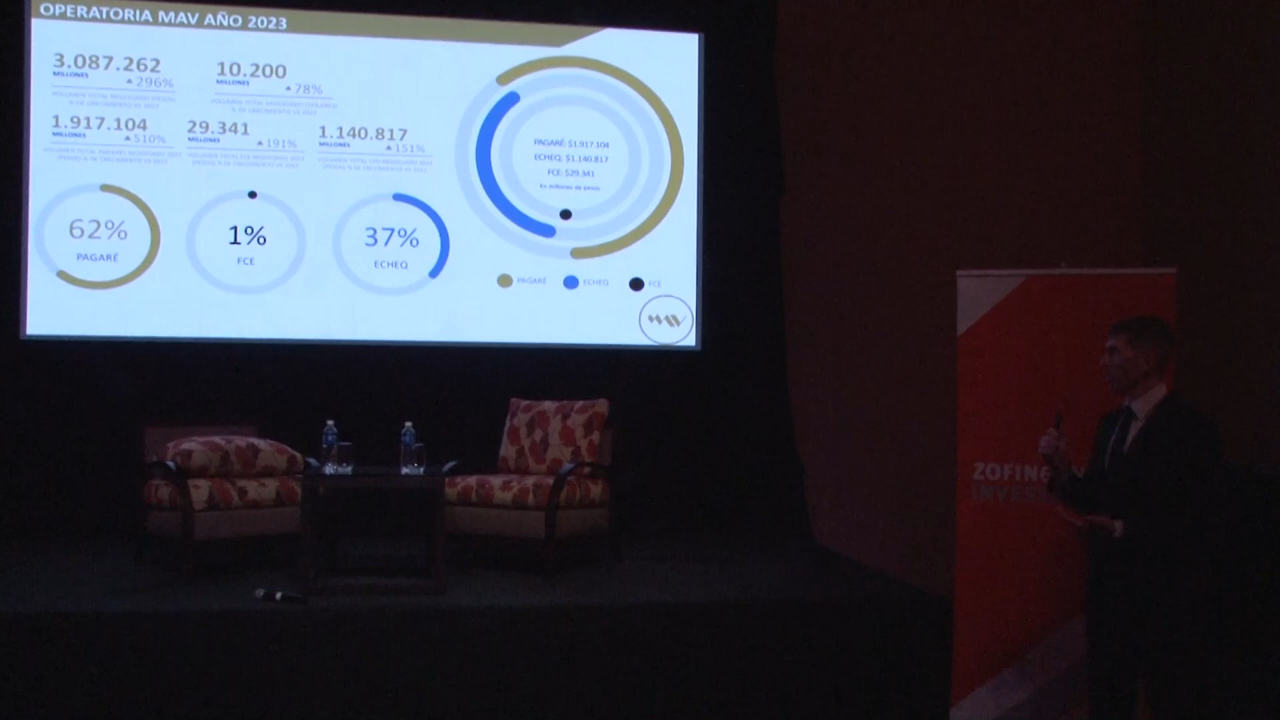 OPERATORIA MAV AÑO 2023
3.087.262
MILLONES
▲296%
10.200
MILLONES
▲78%
1.917.104
MILLONES
▲510%
29.341
MILLONES
▲191%
1.140.817
MILLONES
▲151%
PAGARÉ: $1.917.104
ECHEQ: $1.140.817
FCE: $29.341
En millones de pesos
62%
PAGARÉ
1%
FCE
37%
ECHEQ
PAGARÉ
ECHEQ
FCE
MAV